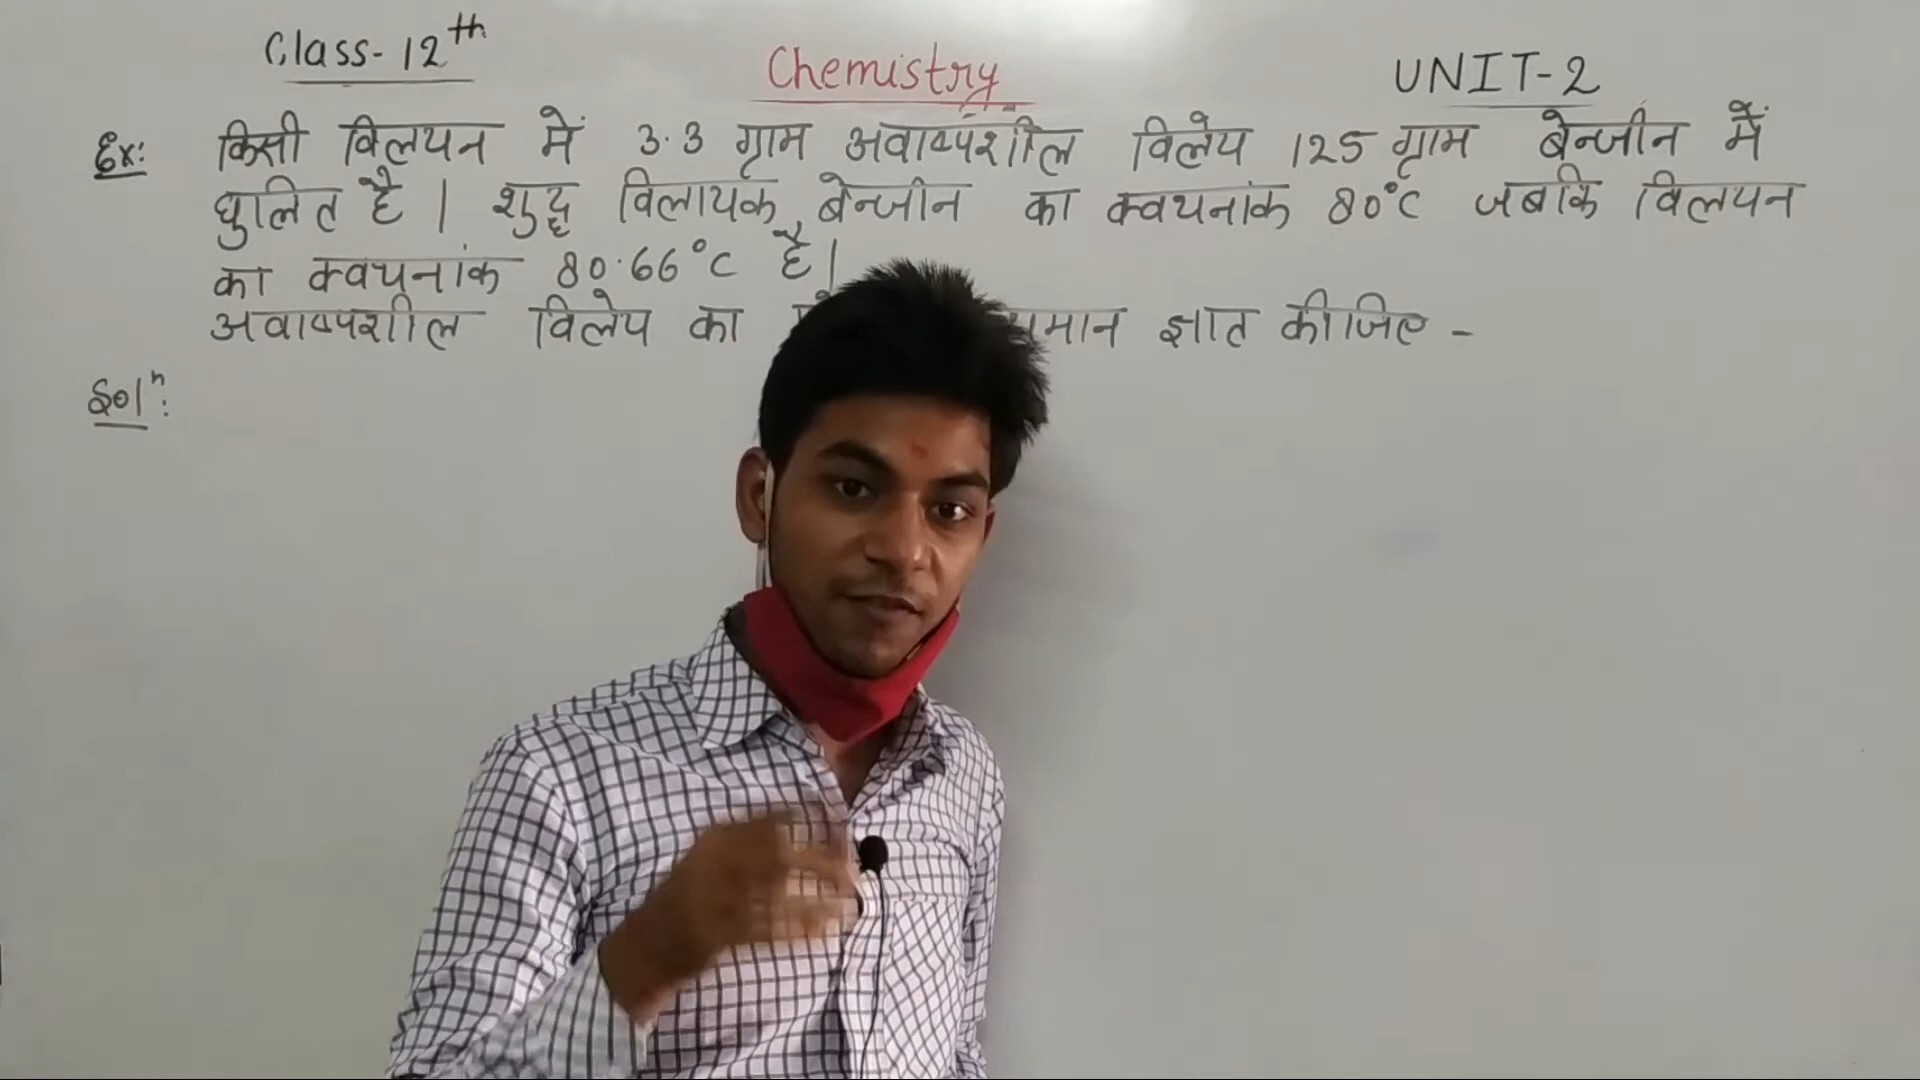 Class-12th
Chemistry
UNIT-2
Ex: किसी विलयन में 3.3 ग्राम अवाष्पशील विलेय 125 ग्राम बेन्जीन में
घुलित है । शुद्ध विलायक बेन्जीन का क्वथनांक 80°C जबकि विलयन
का क्वथनांक 80.66°C है।
अवाष्पशील विलेय का ज्ञात कीजिए -
Solⁿ: